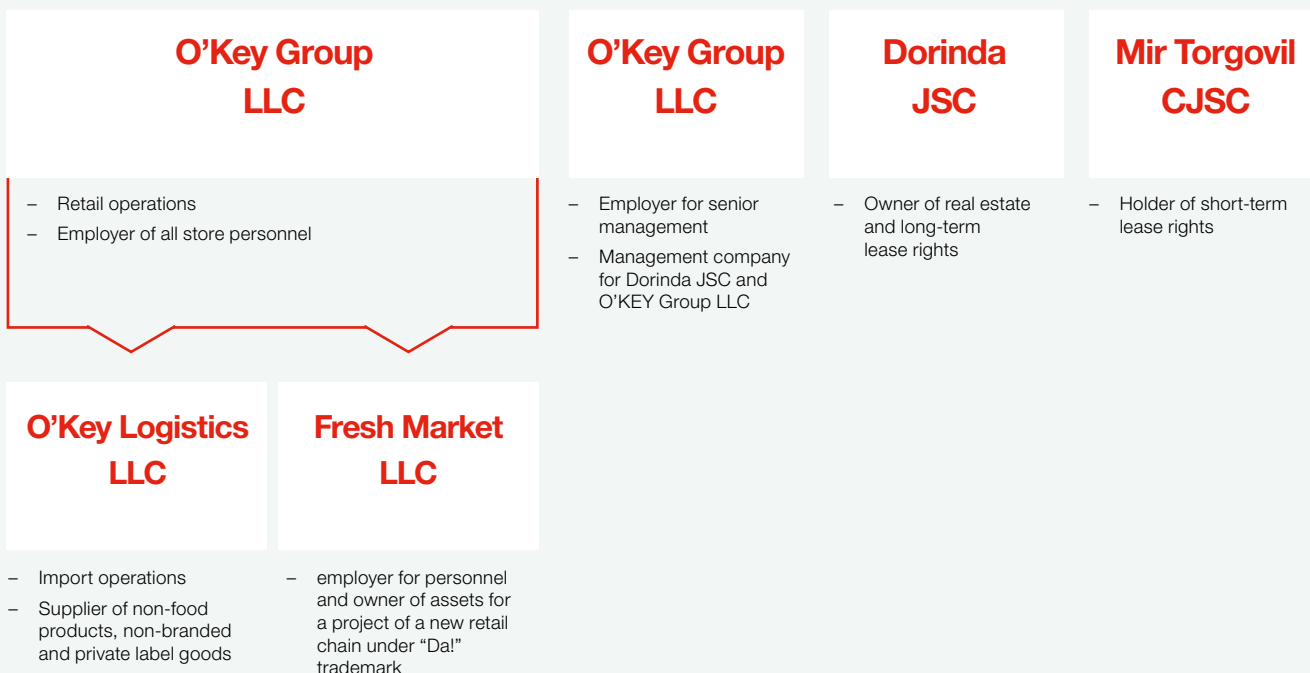 O’Key Group
LLC
– Retail operations
– Employer of all store personnel
O’Key Group
LLC
– Employer for senior
management
– Management company
for Dorinda JSC and
O’KEY Group LLC
Dorinda
JSC
– Owner of real estate
and long-term
lease rights
Mir Torgovil
CJSC
– Holder of short-term
lease rights
O’Key Logistics
LLC
– Import operations
– Supplier of non-food
products, non-branded
and private label goods
Fresh Market
LLC
– employer for personnel
and owner of assets for
a project of a new retail
chain under “Da!”
trademark